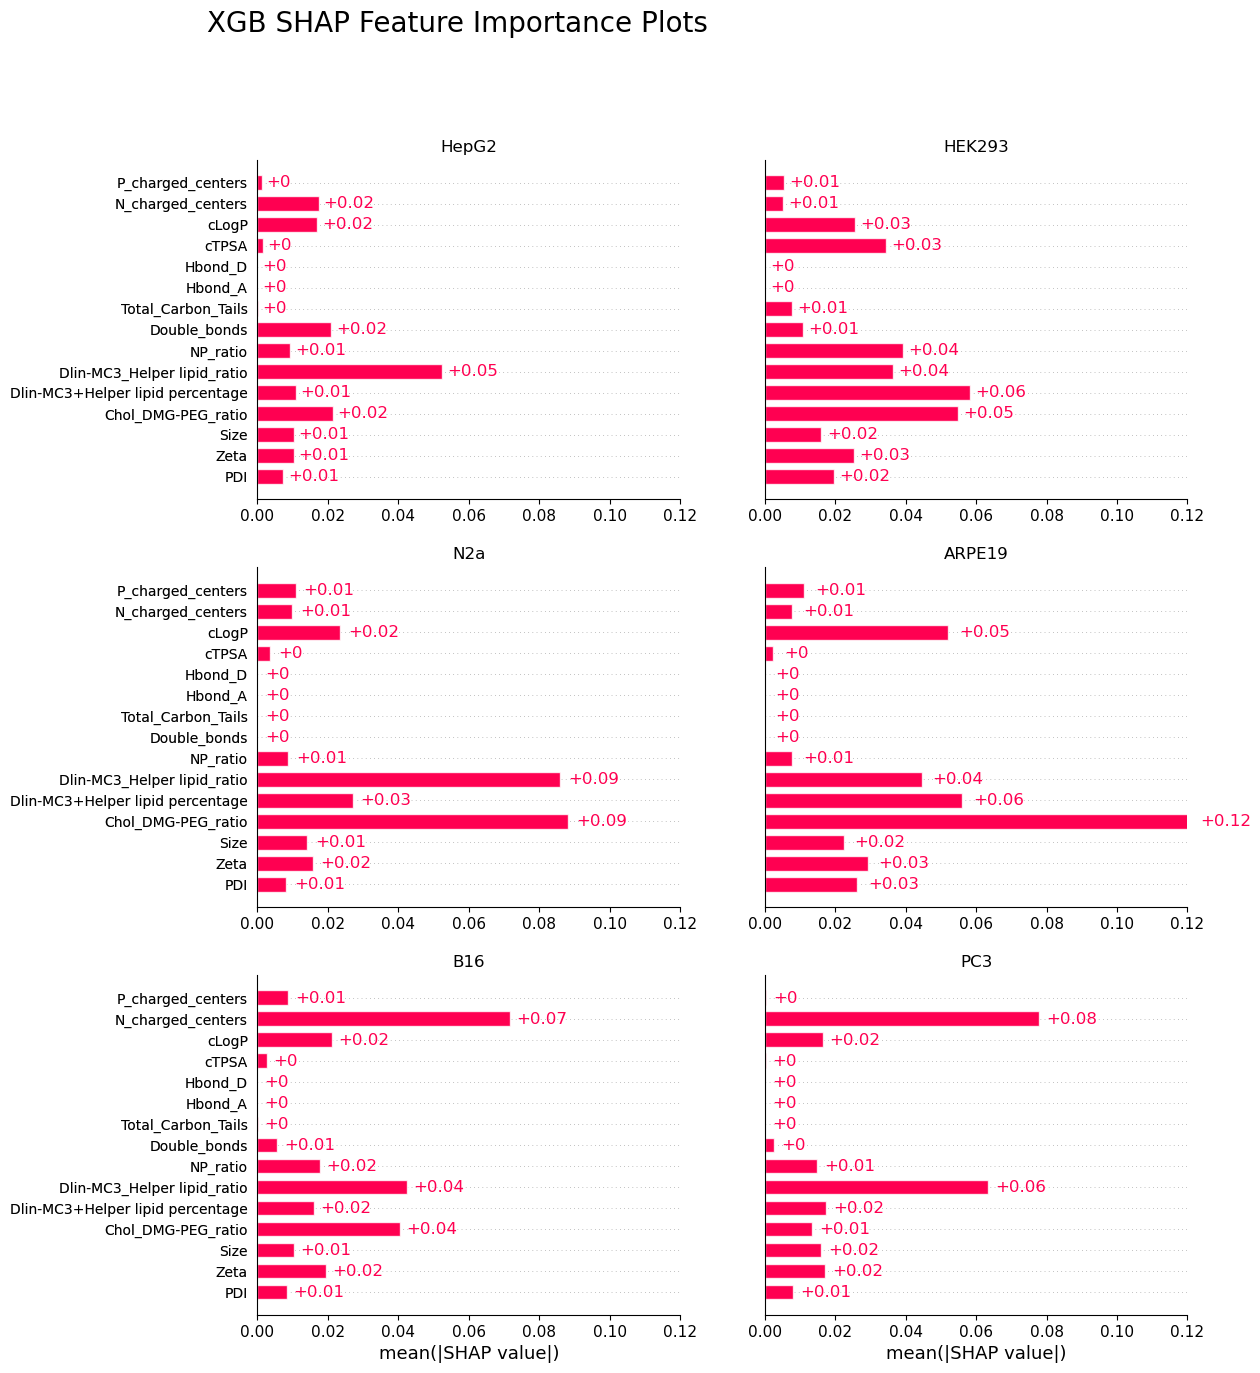 XGB SHAP Feature Importance Plots
HepG2
P_charged_centers +0
N_charged_centers +0.02
cLogP +0.02
cTPSA +0
Hbond_D +0
Hbond_A +0
Total_Carbon_Tails +0
Double_bonds +0.02
NP_ratio +0.01
Dlin-MC3_Helper lipid_ratio +0.05
Dlin-MC3+Helper lipid percentage +0.01
Chol_DMG-PEG_ratio +0.02
Size +0.01
Zeta +0.01
PDI +0.01
0.00 0.02 0.04 0.06 0.08 0.10 0.12
HEK293
+0.01
+0.01
+0.03
+0.03
+0
+0
+0.01
+0.01
+0.04
+0.04
+0.06
+0.05
+0.02
+0.03
+0.02
0.00 0.02 0.04 0.06 0.08 0.10 0.12
N2a
P_charged_centers +0.01
N_charged_centers +0.01
cLogP +0.02
cTPSA +0
Hbond_D +0
Hbond_A +0
Total_Carbon_Tails +0
Double_bonds +0
NP_ratio +0.01
Dlin-MC3_Helper lipid_ratio +0.09
Dlin-MC3+Helper lipid percentage +0.03
Chol_DMG-PEG_ratio +0.09
Size +0.01
Zeta +0.02
PDI +0.01
0.00 0.02 0.04 0.06 0.08 0.10 0.12
ARPE19
+0.01
+0.01
+0.05
+0
+0
+0
+0
+0
+0.01
+0.04
+0.06
+0.12
+0.02
+0.03
+0.03
0.00 0.02 0.04 0.06 0.08 0.10 0.12
B16
P_charged_centers +0.01
N_charged_centers +0.07
cLogP +0.02
cTPSA +0
Hbond_D +0
Hbond_A +0
Total_Carbon_Tails +0
Double_bonds +0.01
NP_ratio +0.02
Dlin-MC3_Helper lipid_ratio +0.04
Dlin-MC3+Helper lipid percentage +0.02
Chol_DMG-PEG_ratio +0.04
Size +0.01
Zeta +0.02
PDI +0.01
0.00 0.02 0.04 0.06 0.08 0.10 0.12
mean(|SHAP value|)
PC3
+0
+0.08
+0.02
+0
+0
+0
+0
+0
+0.01
+0.06
+0.02
+0.01
+0.02
+0.02
+0.01
0.00 0.02 0.04 0.06 0.08 0.10 0.12
mean(|SHAP value|)